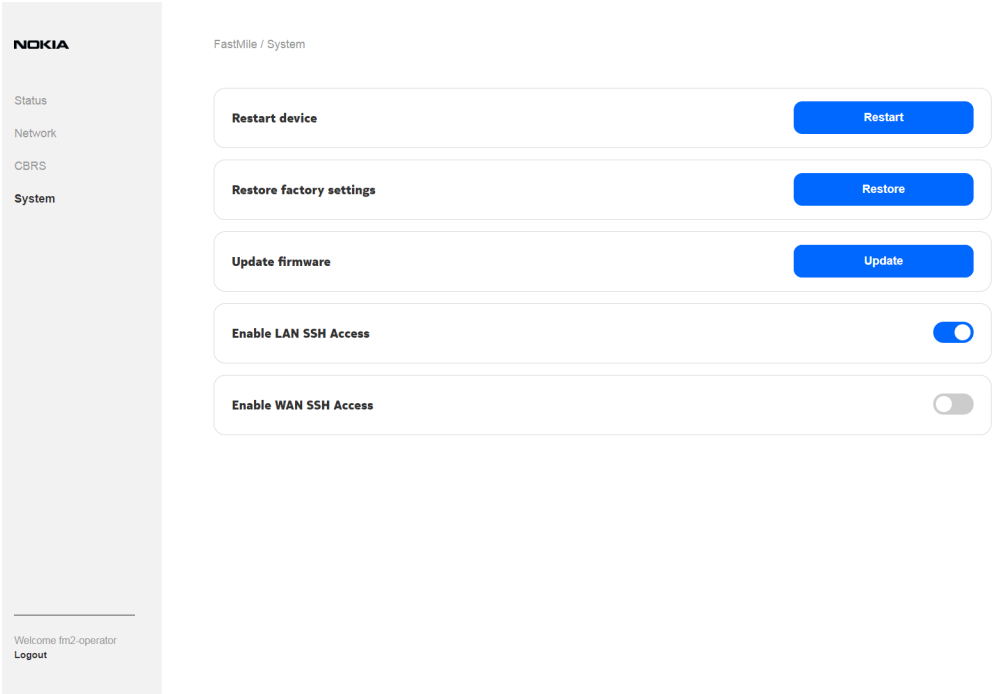 NOKIA
Status
Network
CBRS
System
Welcome fm2-operator
Logout
FastMile / System
Restart device
Restart
Restore factory settings
Restore
Update firmware
Update
Enable LAN SSH Access
Enable WAN SSH Access